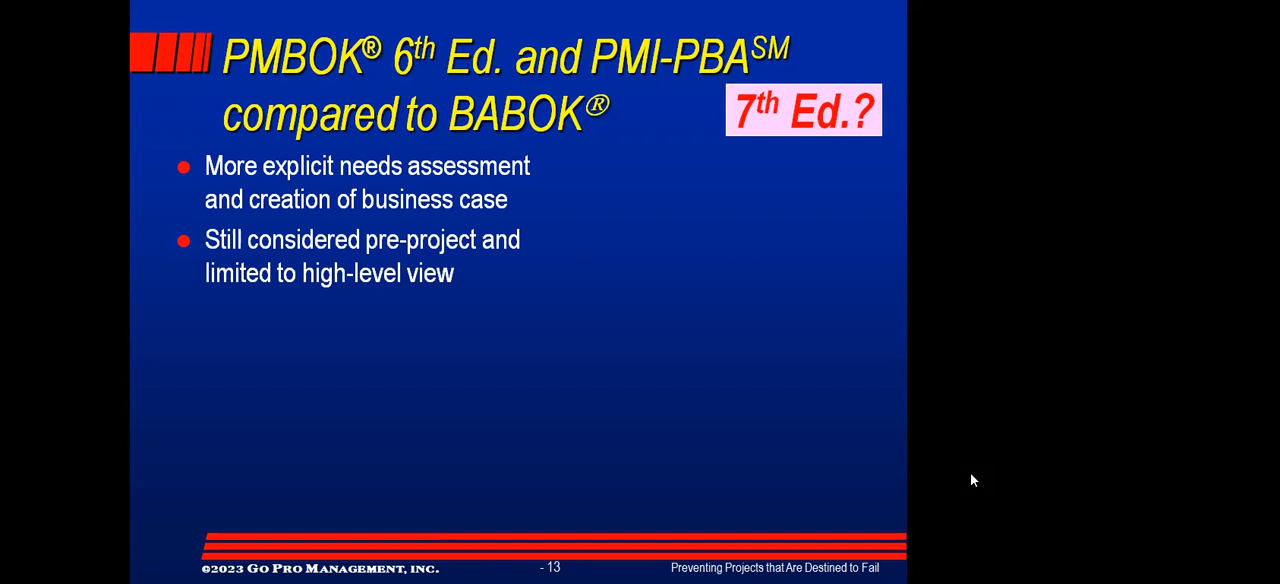 PMBOK® 6th Ed. and PMI-PBA℠
compared to BABOK®
7th Ed.?
More explicit needs assessment
and creation of business case
Still considered pre-project and
limited to high-level view
©2023 GO PRO MANAGEMENT, INC.
- 13
Preventing Projects that Are Destined to Fail